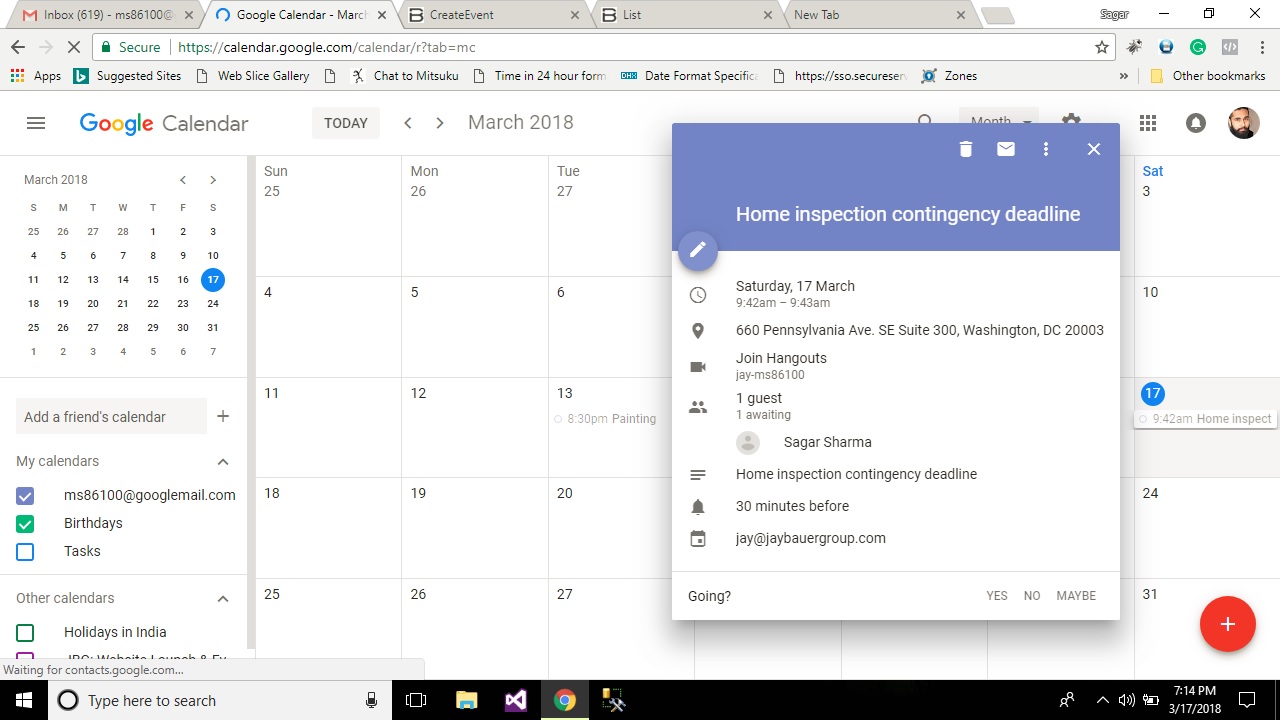 Inbox (619) - ms86100@
Google Calendar - March
CreateEvent
List
New Tab
Sagar
Secure
https://calendar.google.com/calendar/r?tab=mc
Apps
Suggested Sites
Web Slice Gallery
Chat to Mitsuku
Time in 24 hour form
Date Format Specific
https://sso.secureser
Zones
»
Other bookmarks
Google Calendar
TODAY
March 2018
Month
March 2018
S M T W T F S
25 26 27 28 1 2 3
4 5 6 7 8 9 10
11 12 13 14 15 16 17
18 19 20 21 22 23 24
25 26 27 28 29 30 31
1 2 3 4 5 6 7
Add a friend's calendar
My calendars
ms86100@googlemail.com
Birthdays
Tasks
Other calendars
Holidays in India
Waiting for contacts.google.com...
Sun Mon Tue Sat
25 26 27 3
4 5 6 10
11 12 13 17
8:30pm Painting
9:42am Home inspect
18 19 20 24
25 26 27 31
Home inspection contingency deadline
Saturday, 17 March
9:42am – 9:43am
660 Pennsylvania Ave. SE Suite 300, Washington, DC 20003
Join Hangouts
jay-ms86100
1 guest
1 awaiting
Sagar Sharma
Home inspection contingency deadline
30 minutes before
jay@jaybauergroup.com
Going?
YES NO MAYBE
Type here to search
7:14 PM
3/17/2018